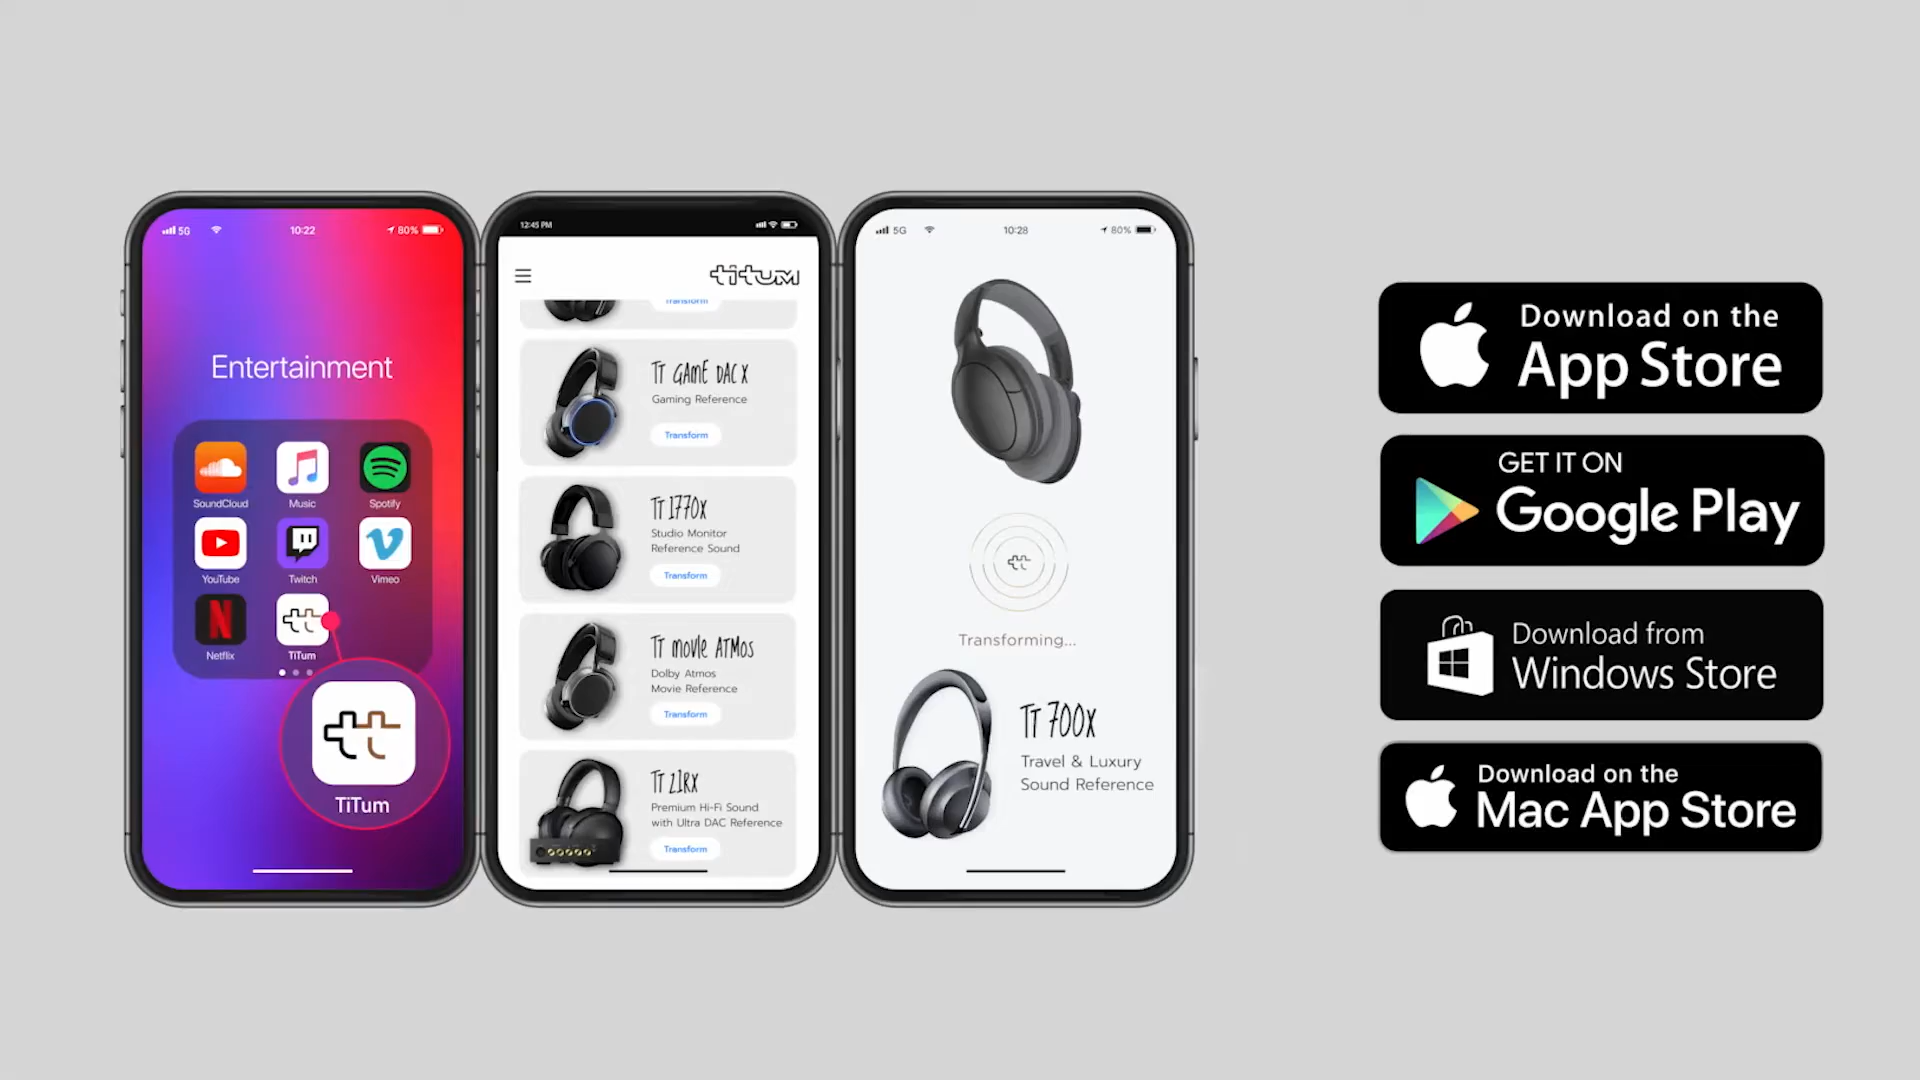 5G
10:22
80%
Entertainment
SoundCloud
Music
Spotify
YouTube
Twitch
Vimeo
Netflix
TiTum
TiTum
12:45 PM
titum
Transform
TT GAME DAC X
Gaming Reference
Transform
TT 1770X
Studio Monitor
Reference Sound
Transform
TT MOVIE ATMOS
Dolby Atmos
Movie Reference
Transform
TT Z1RX
Premium Hi-Fi Sound
with Ultra DAC Reference
Transform
5G
10:28
80%
Transforming...
TT 700X
Travel & Luxury
Sound Reference
Download on the
App Store
GET IT ON
Google Play
Download from
Windows Store
Download on the
Mac App Store